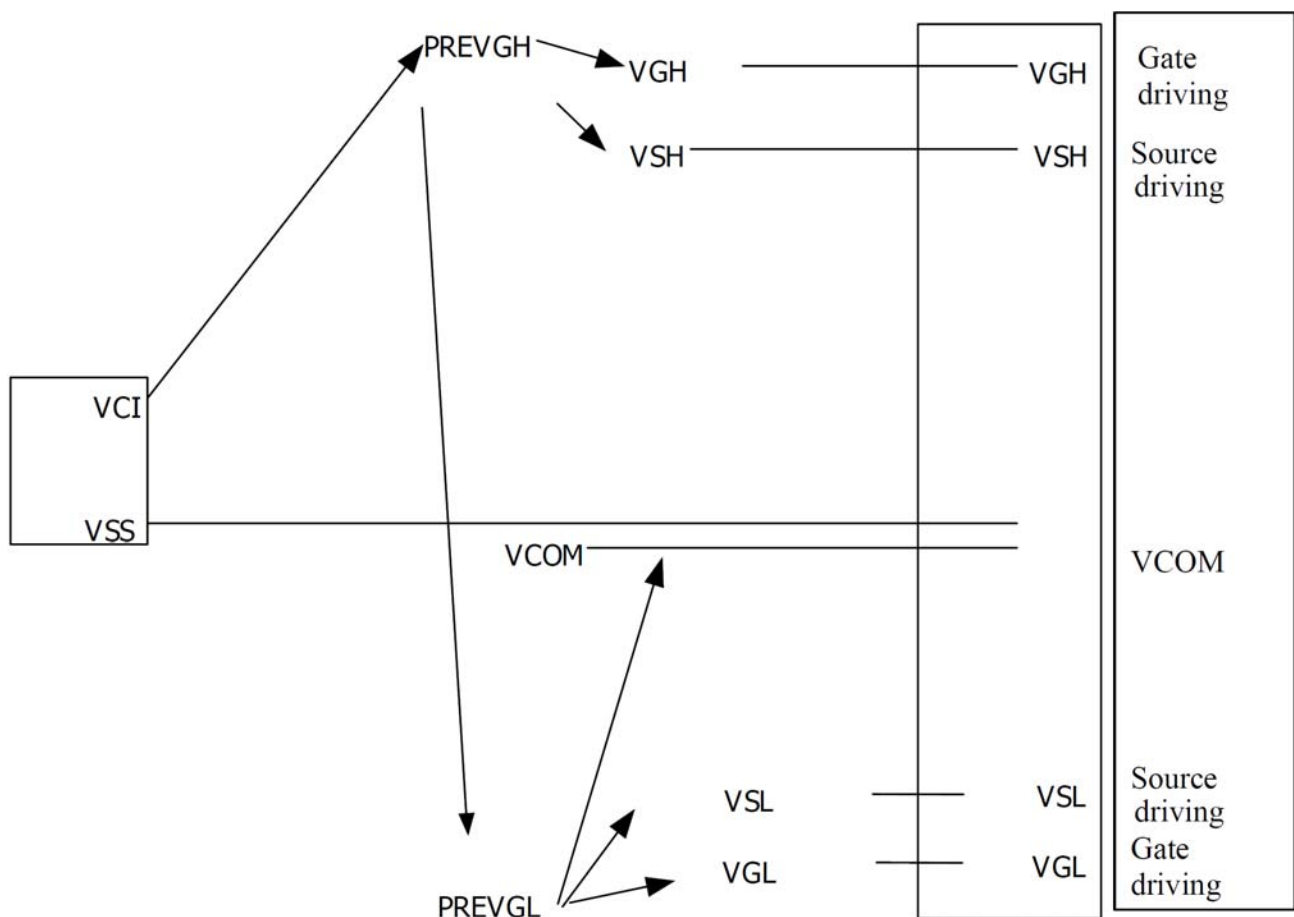 PREVGH
VGH
VGH
Gate
driving
VSH
VSH
Source
driving
VCI
VSS
VCOM
VCOM
VSL
VSL
Source
driving
VGL
VGL
Gate
driving
PREVGL